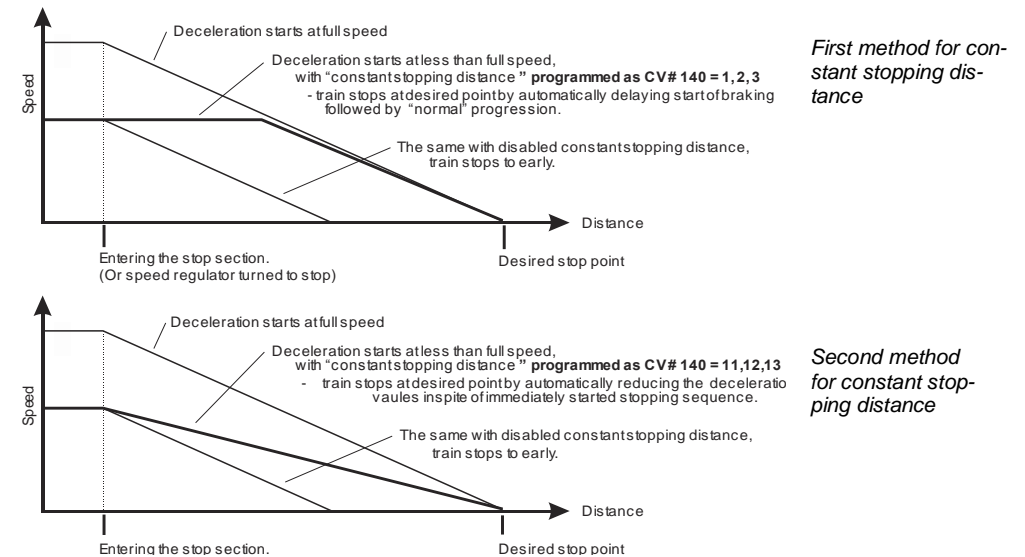 Deceleration starts at full speed
Deceleration starts at less than full speed,
with "constant stopping distance " programmed as CV# 140 = 1, 2, 3
- train stops at desired point by automatically delaying start of braking
followed by "normal" progression.
The same with disabled constant stopping distance,
train stops to early.
Speed
Distance
Entering the stop section.
(Or speed regulator turned to stop)
Desired stop point
First method for con-
stant stopping dis-
tance
Deceleration starts at full speed
Deceleration starts at less than full speed,
with "constant stopping distance " programmed as CV# 140 = 11,12,13
- train stops at desired point by automatically reducing the deceleratio
vaules inspite of immediately started stopping sequence.
The same with disabled constant stopping distance,
train stops to early.
Speed
Distance
Entering the stop section.
Desired stop point
Second method
for constant stop-
ping distance